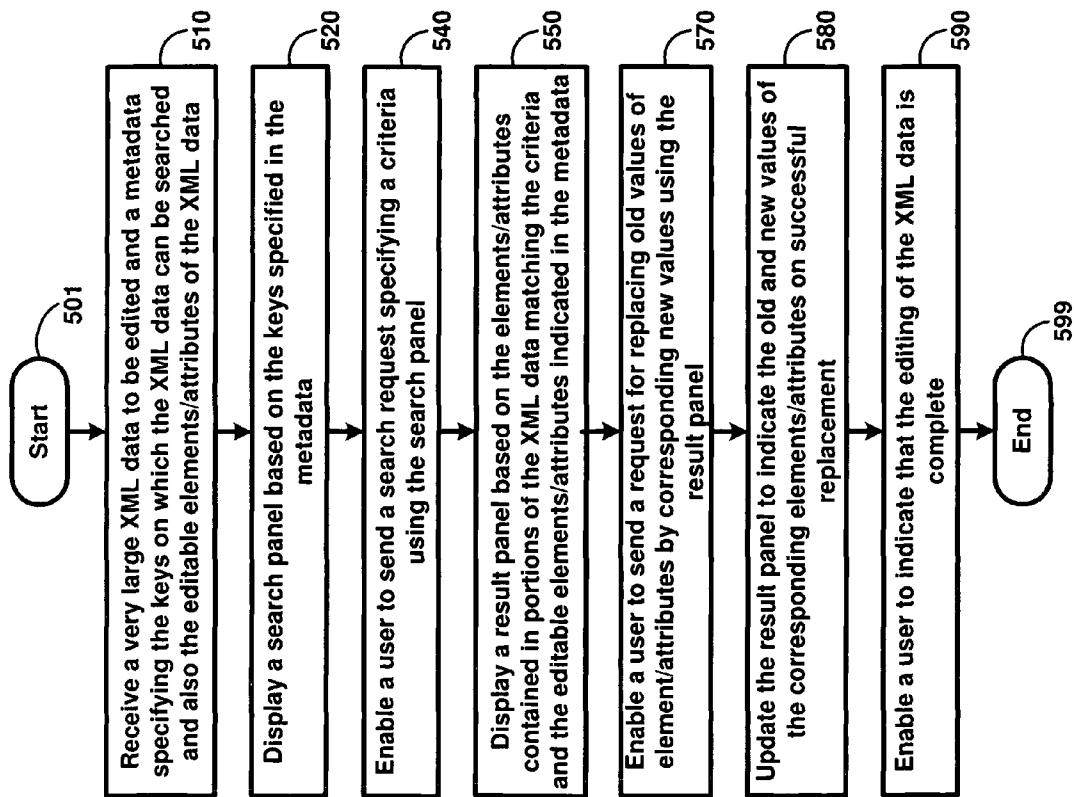 Start
501
Receive a very large XML data to be edited and a metadata
specifying the keys on which the XML data can be searched
and also the editable elements/attributes of the XML data
510
Display a search panel based on the keys specified in the
metadata
520
Enable a user to send a search request specifying a criteria
using the search panel
540
Display a result panel based on the elements/attributes
contained in portions of the XML data matching the criteria
and the editable elements/attributes indicated in the metadata
550
Enable a user to send a request for replacing old values of
element/attributes by corresponding new values using the
result panel
570
Update the result panel to indicate the old and new values of
the corresponding elements/attributes on successful
replacement
580
Enable a user to indicate that the editing of the XML data is
complete
590
End
599